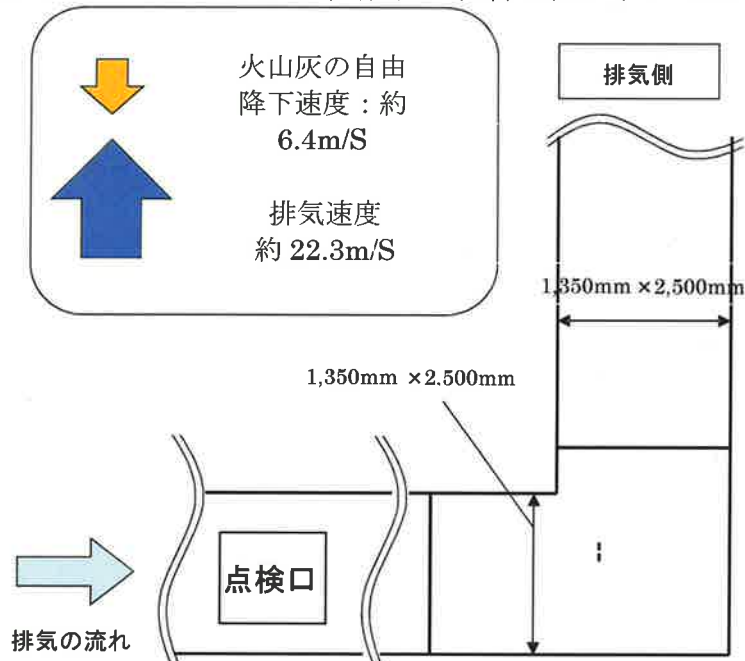 火山灰の自由
降下速度：約
6.4m/S
排気速度
約 22.3m/S
排気側
1,350mm ×2,500mm
1,350mm ×2.500mm
点検口
排気の流れ